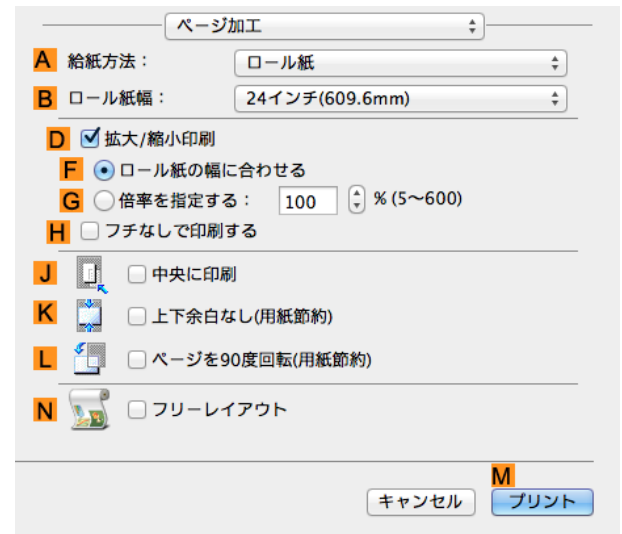 ページ加工
A 給紙方法： ロール紙
B ロール紙幅： 24インチ(609.6mm)
D 拡大/縮小印刷
F ロール紙の幅に合わせる
G 倍率を指定する： 100 % (5〜600)
H フチなしで印刷する
J 中央に印刷
K 上下余白なし(用紙節約)
L ページを90度回転(用紙節約)
N フリーレイアウト
M
キャンセル プリント